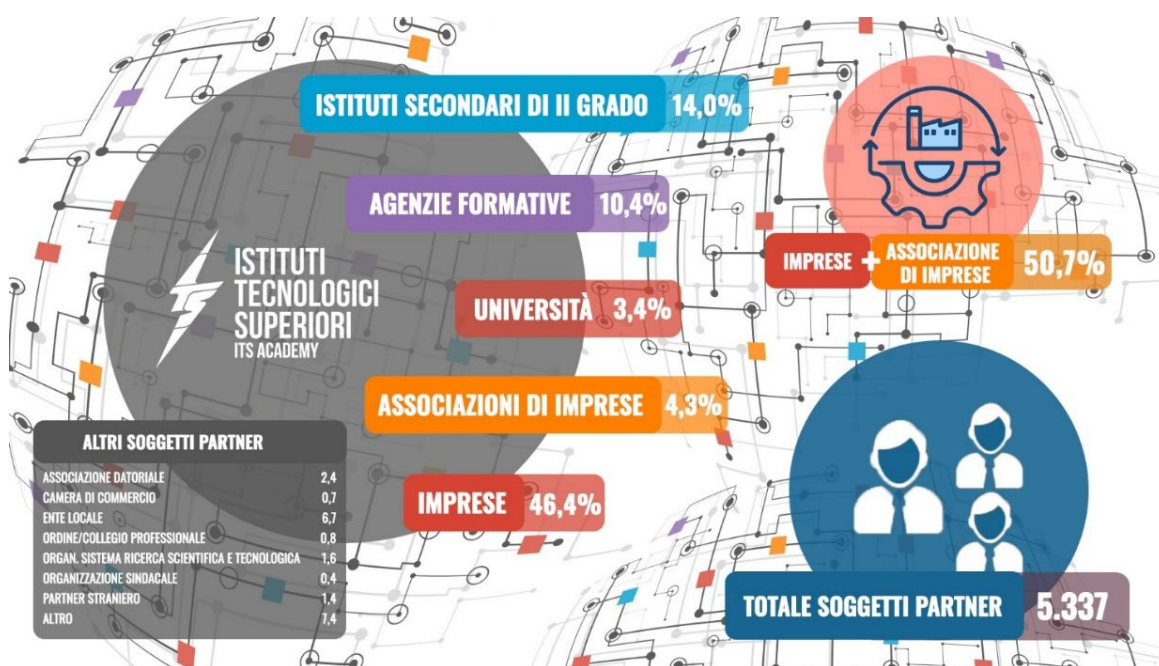 ISTITUTI SECONDARI DI II GRADO 14,0%
AGENZIE FORMATIVE 10,4%
UNIVERSITÀ 3,4%
ASSOCIAZIONI DI IMPRESE 4,3%
IMPRESE 46,4%
ISTITUTI
TECNOLOGICI
SUPERIORI
ITS ACADEMY
ALTRI SOGGETTI PARTNER
ASSOCIAZIONE DATORIALE 2,4
CAMERA DI COMMERCIO 0,7
ENTE LOCALE 6,7
ORDINE/COLLEGIO PROFESSIONALE 0,8
ORGAN. SISTEMA RICERCA SCIENTIFICA E TECNOLOGICA 1,6
ORGANIZZAZIONE SINDACALE 0,4
PARTNER STRANIERO 1,4
ALTRO 7,4
IMPRESE + ASSOCIAZIONE
DI IMPRESE 50,7%
TOTALE SOGGETTI PARTNER 5.337